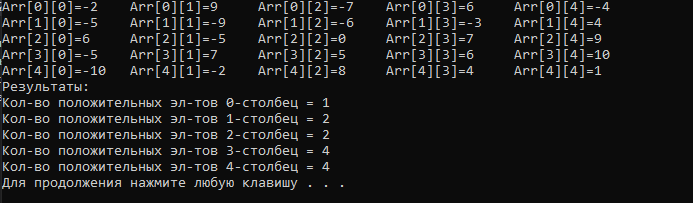 Arr[0][0]=-2 Arr[0][1]=9 Arr[0][2]=-7 Arr[0][3]=6 Arr[0][4]=-4
Arr[1][0]=-5 Arr[1][1]=-9 Arr[1][2]=-6 Arr[1][3]=-3 Arr[1][4]=4
Arr[2][0]=6 Arr[2][1]=-5 Arr[2][2]=0 Arr[2][3]=7 Arr[2][4]=9
Arr[3][0]=-5 Arr[3][1]=7 Arr[3][2]=5 Arr[3][3]=6 Arr[3][4]=10
Arr[4][0]=-10 Arr[4][1]=-2 Arr[4][2]=8 Arr[4][3]=4 Arr[4][4]=1
Результаты:
Кол-во положительных эл-тов 0-столбец = 1
Кол-во положительных эл-тов 1-столбец = 2
Кол-во положительных эл-тов 2-столбец = 2
Кол-во положительных эл-тов 3-столбец = 4
Кол-во положительных эл-тов 4-столбец = 4
Для продолжения нажмите любую клавишу . . .